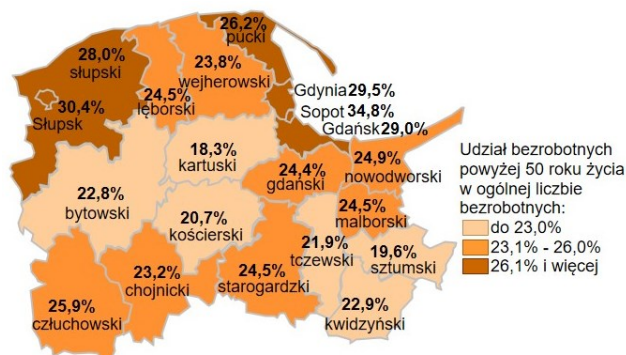 26,2%
pucki
28,0%
słupski
23,8%
wejherowski
Gdynia 29,5%
30,4%
Słupsk
24,5%
lęborski
Sopot 34,8%
Gdańsk 29,0%
18,3%
kartuski
24,4%
gdański
24,9%
nowodworski
22,8%
bytowski
20,7%
kościerski
24,5%
malborski
21,9%
tczewski
19,6%
sztumski
25,9%
człuchowski
23,2%
chojnicki
24,5%
starogardzki
22,9%
kwidzyński
Udział bezrobotnych
powyżej 50 roku życia
w ogólnej liczbie
bezrobotnych:
do 23,0%
23,1% - 26,0%
26,1% i więcej